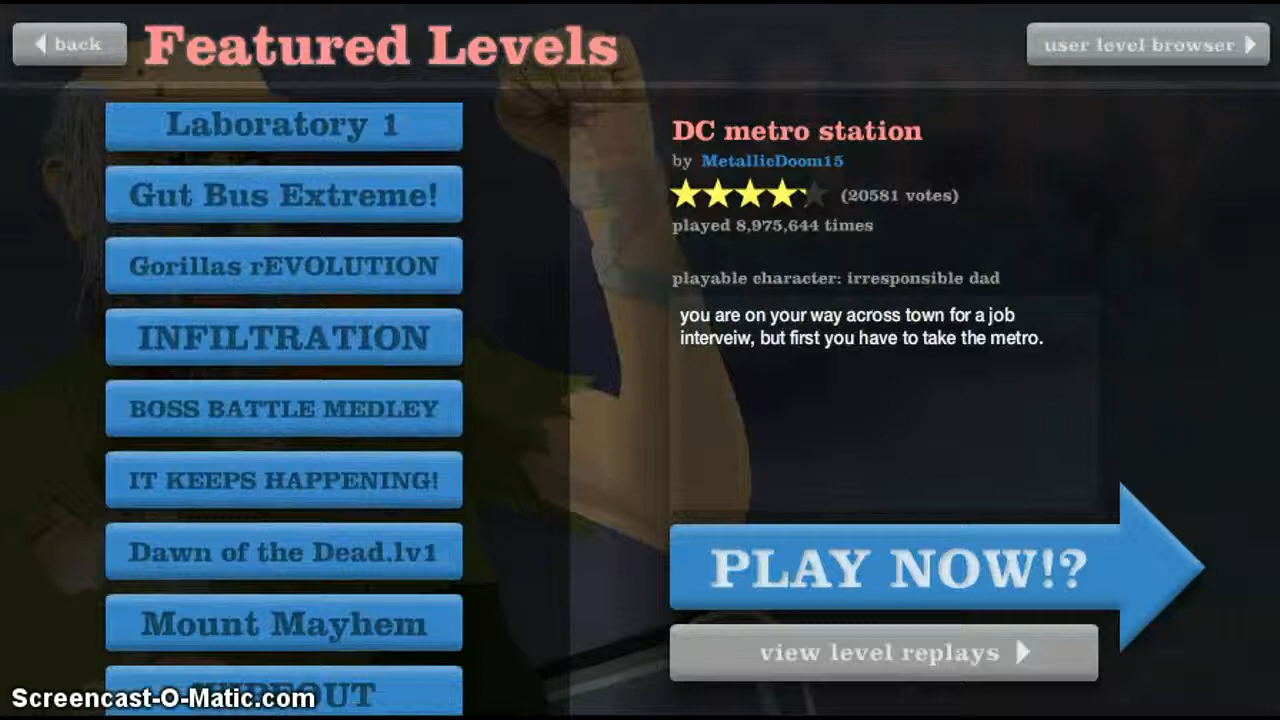 back
Featured Levels
user level browser
Laboratory 1
Gut Bus Extreme!
Gorillas rEVOLUTION
INFILTRATION
BOSS BATTLE MEDLEY
IT KEEPS HAPPENING!
Dawn of the Dead.lv1
Mount Mayhem
DC metro station
by MetallicDoom15
(20581 votes)
played 8,975,644 times
playable character: irresponsible dad
you are on your way across town for a job
interveiw, but first you have to take the metro.
PLAY NOW!?
view level replays
Screencast-O-Matic.com